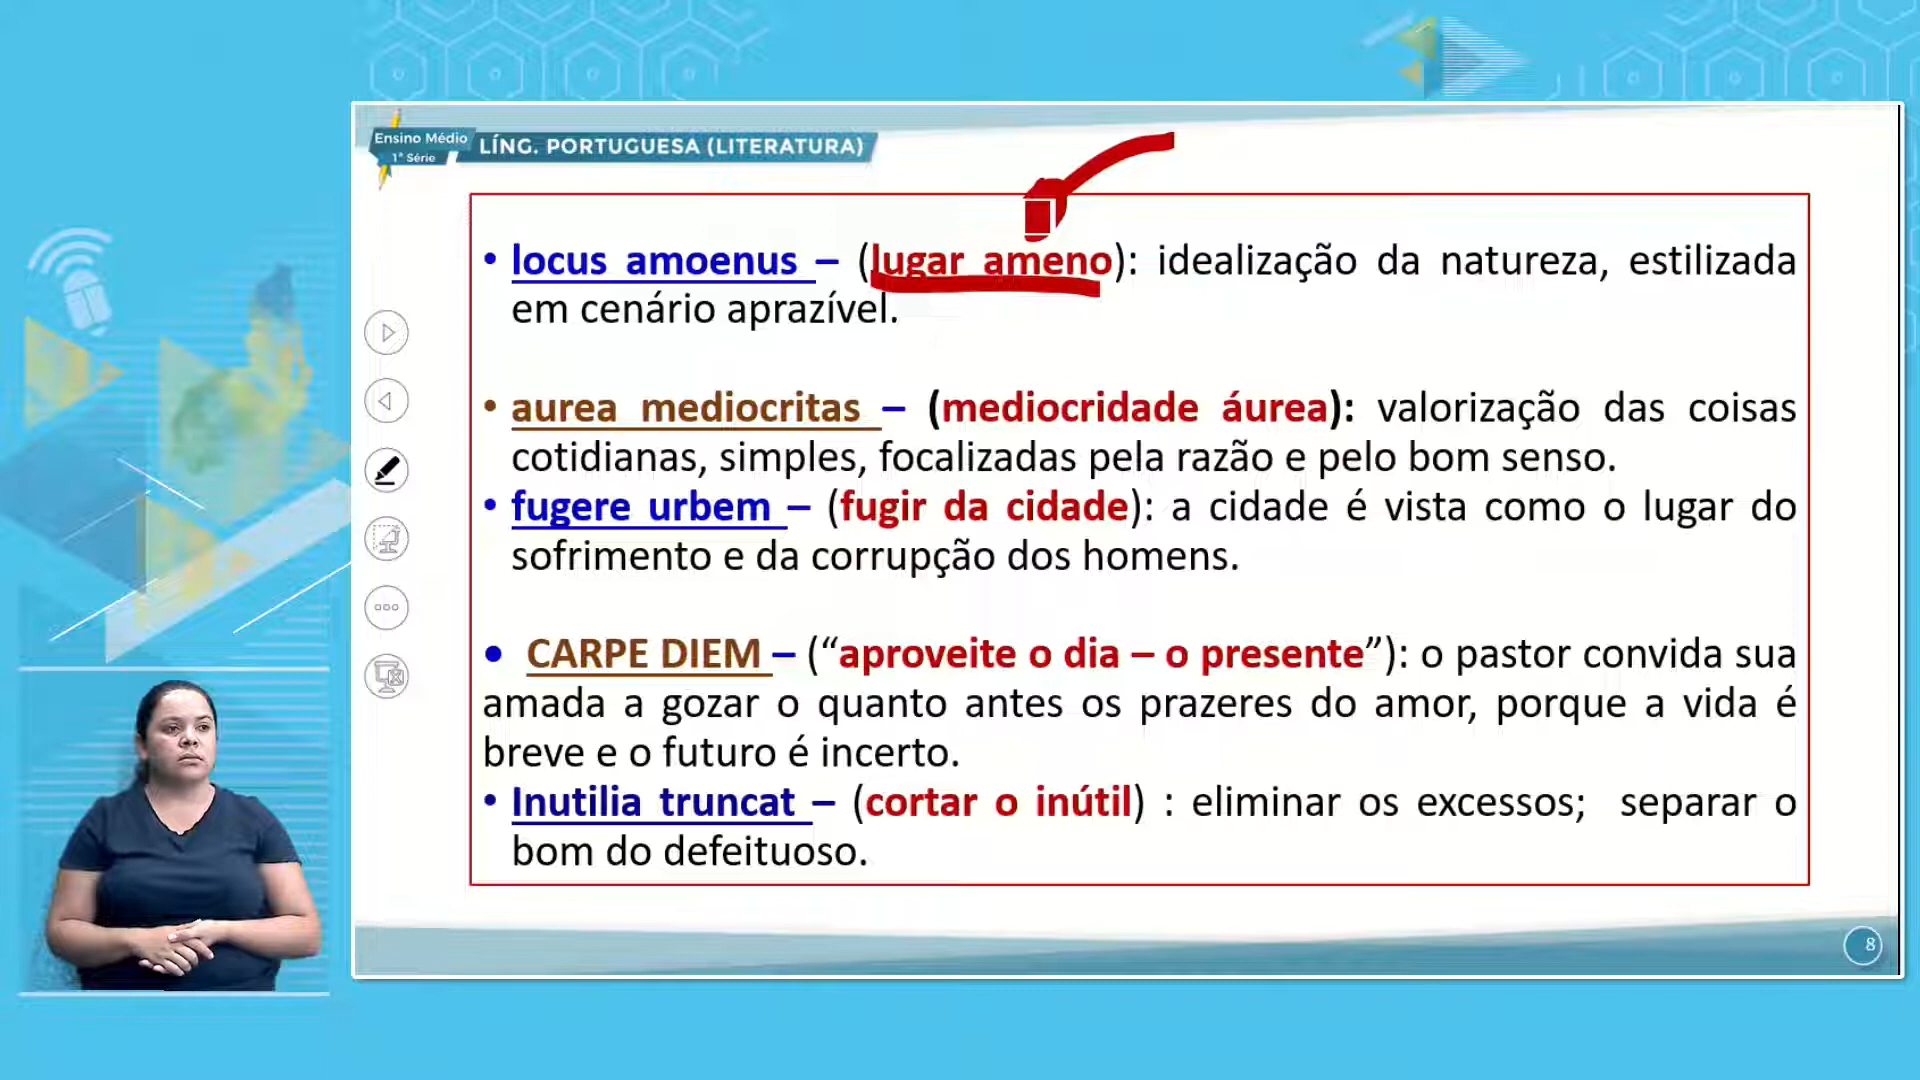 Ensino Médio
1ª Série
LÍNG. PORTUGUESA (LITERATURA)
• locus amoenus – (lugar ameno): idealização da natureza, estilizada
em cenário aprazível.
• aurea mediocritas – (mediocridade áurea): valorização das coisas
cotidianas, simples, focalizadas pela razão e pelo bom senso.
• fugere urbem – (fugir da cidade): a cidade é vista como o lugar do
sofrimento e da corrupção dos homens.
• CARPE DIEM – (“aproveite o dia – o presente”): o pastor convida sua
amada a gozar o quanto antes os prazeres do amor, porque a vida é
breve e o futuro é incerto.
• Inutilia truncat – (cortar o inútil) : eliminar os excessos; separar o
bom do defeituoso.
8